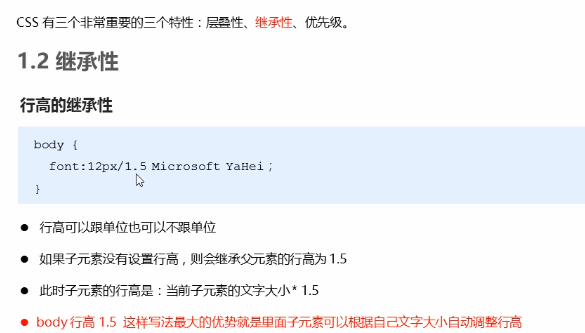 CSS 有三个非常重要的三个特性：层叠性、继承性、优先级。
1.2 继承性
行高的继承性
body {
font:12px/1.5 Microsoft YaHei；
}
● 行高可以跟单位也可以不跟单位
● 如果子元素没有设置行高，则会继承父元素的行高为 1.5
● 此时子元素的行高是：当前子元素的文字大小 * 1.5
● body 行高 1.5 这样写法最大的优势就是里面子元素可以根据自己文字大小自动调整行高